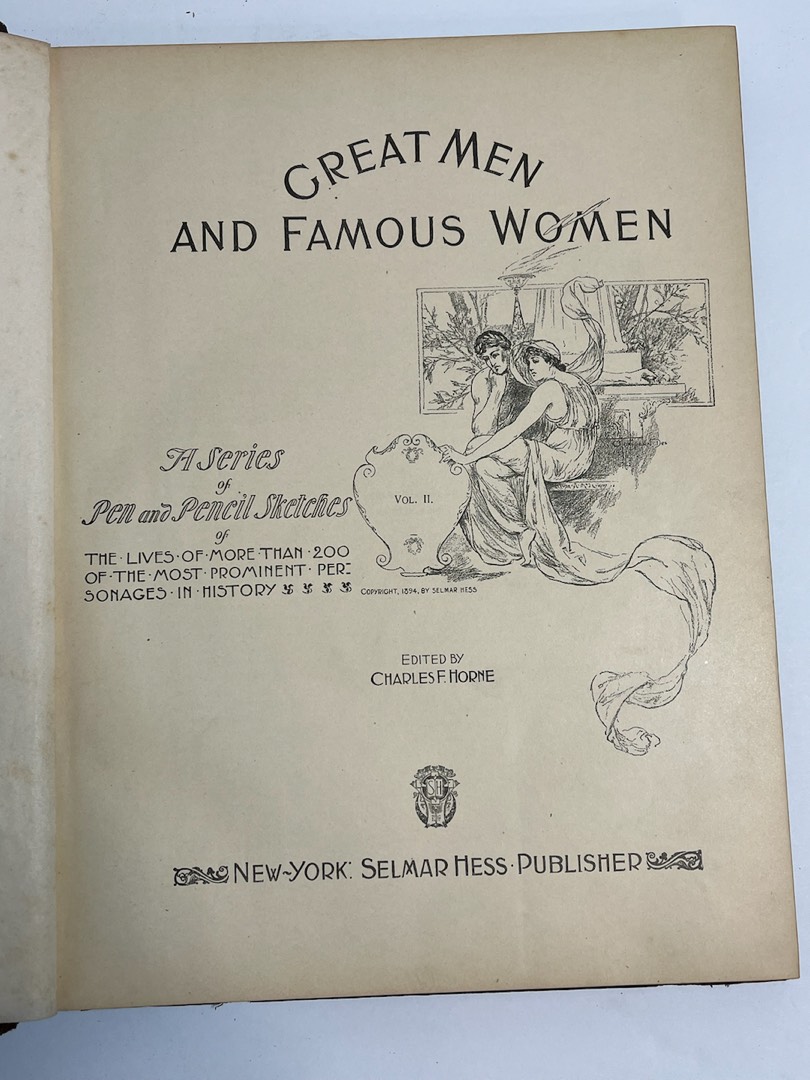 GREAT MEN
AND FAMOUS WOMEN
A Series
of
Pen and Pencil Sketches
of
THE·LIVES·OF·MORE·THAN·200
OF·THE·MOST·PROMINENT·PER-
SONAGES·IN·HISTORY
VOL. II.
COPYRIGHT, 1894, BY SELMAR HESS
EDITED BY
CHARLES F. HORNE
SH
NEW~YORK: SELMAR HESS·PUBLISHER